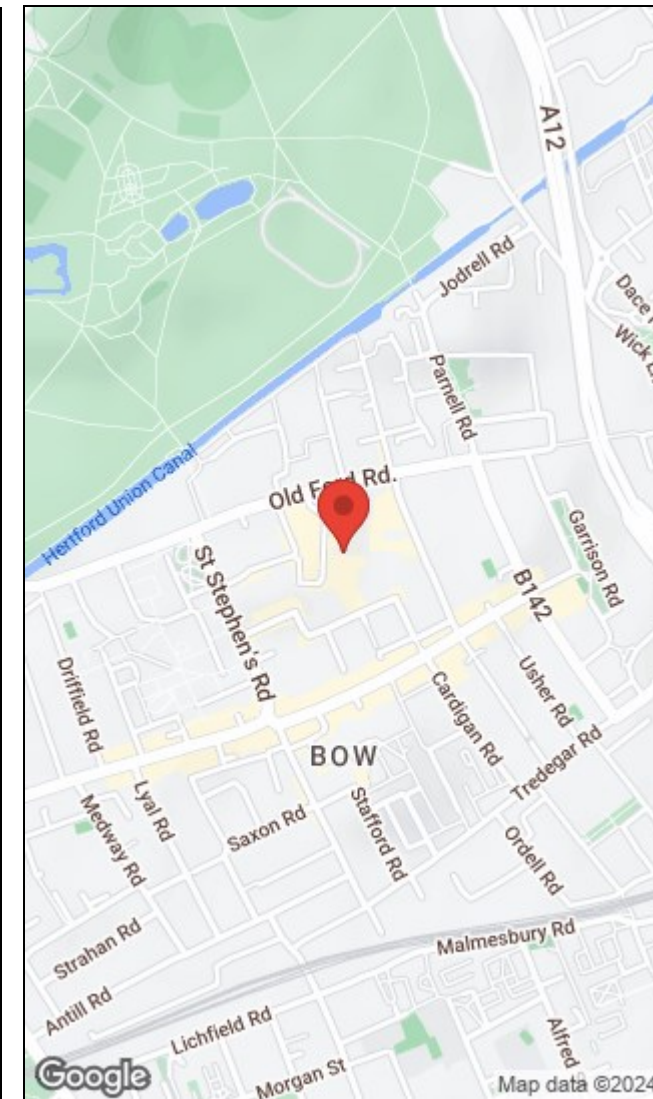 A12
Jodrell Rd
Dace
Wick
Parnell Rd
Hertford Union Canal
Old Ford Rd.
Garrison Rd
St Stephen's Rd
B142
Driffield Rd
Usher Rd
Cardigan Rd
Tredegar Rd
BOW
Lyal Rd
Medway Rd
Stafford Rd
Saxon Rd
Ordell Rd
Strahan Rd
Malmesbury Rd
Antill Rd
Lichfield Rd
Alfred
Morgan St
Google
Map data ©2024